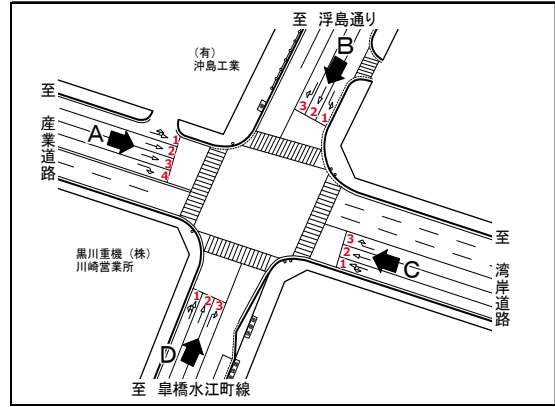 至 浮島通り
B
3 2 1
(有)
沖島工業
至
産業道路
A
1
2
3
4
至
湾岸道路
3
2
1
C
黒川重機（株）
川崎営業所
1 2 3
D
至 皐橋水江町線